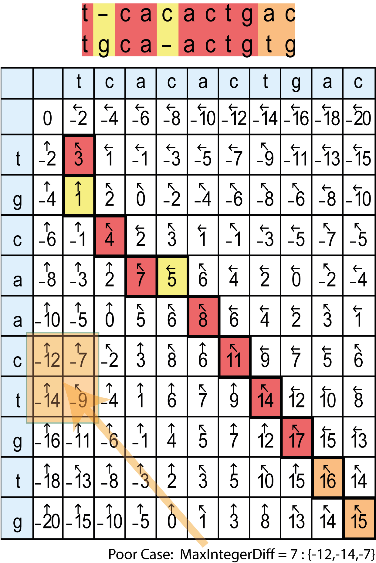 t - c a c a c t g a c
t g c a - a c t g t g
t c a c a c t g a c
0 -2 -4 -6 -8 -10 -12 -14 -16 -18 -20
t -2 3 1 -1 -3 -5 -7 -9 -11 -13 -15
g -4 1 2 0 -2 -4 -6 -8 -6 -8 -10
c -6 -1 4 2 3 1 -1 -3 -5 -7 -5
a -8 -3 2 7 5 6 4 2 0 -2 -4
a -10 -5 0 5 6 8 6 4 2 3 1
c -12 -7 -2 3 8 6 11 9 7 5 6
t -14 -9 -4 1 6 7 9 14 12 10 8
g -16 -11 -6 -1 4 5 7 12 17 15 13
t -18 -13 -8 -3 2 3 5 10 15 16 14
g -20 -15 -10 -5 0 1 3 8 13 14 15
Poor Case: MaxIntegerDiff = 7 : {-12,-14,-7}